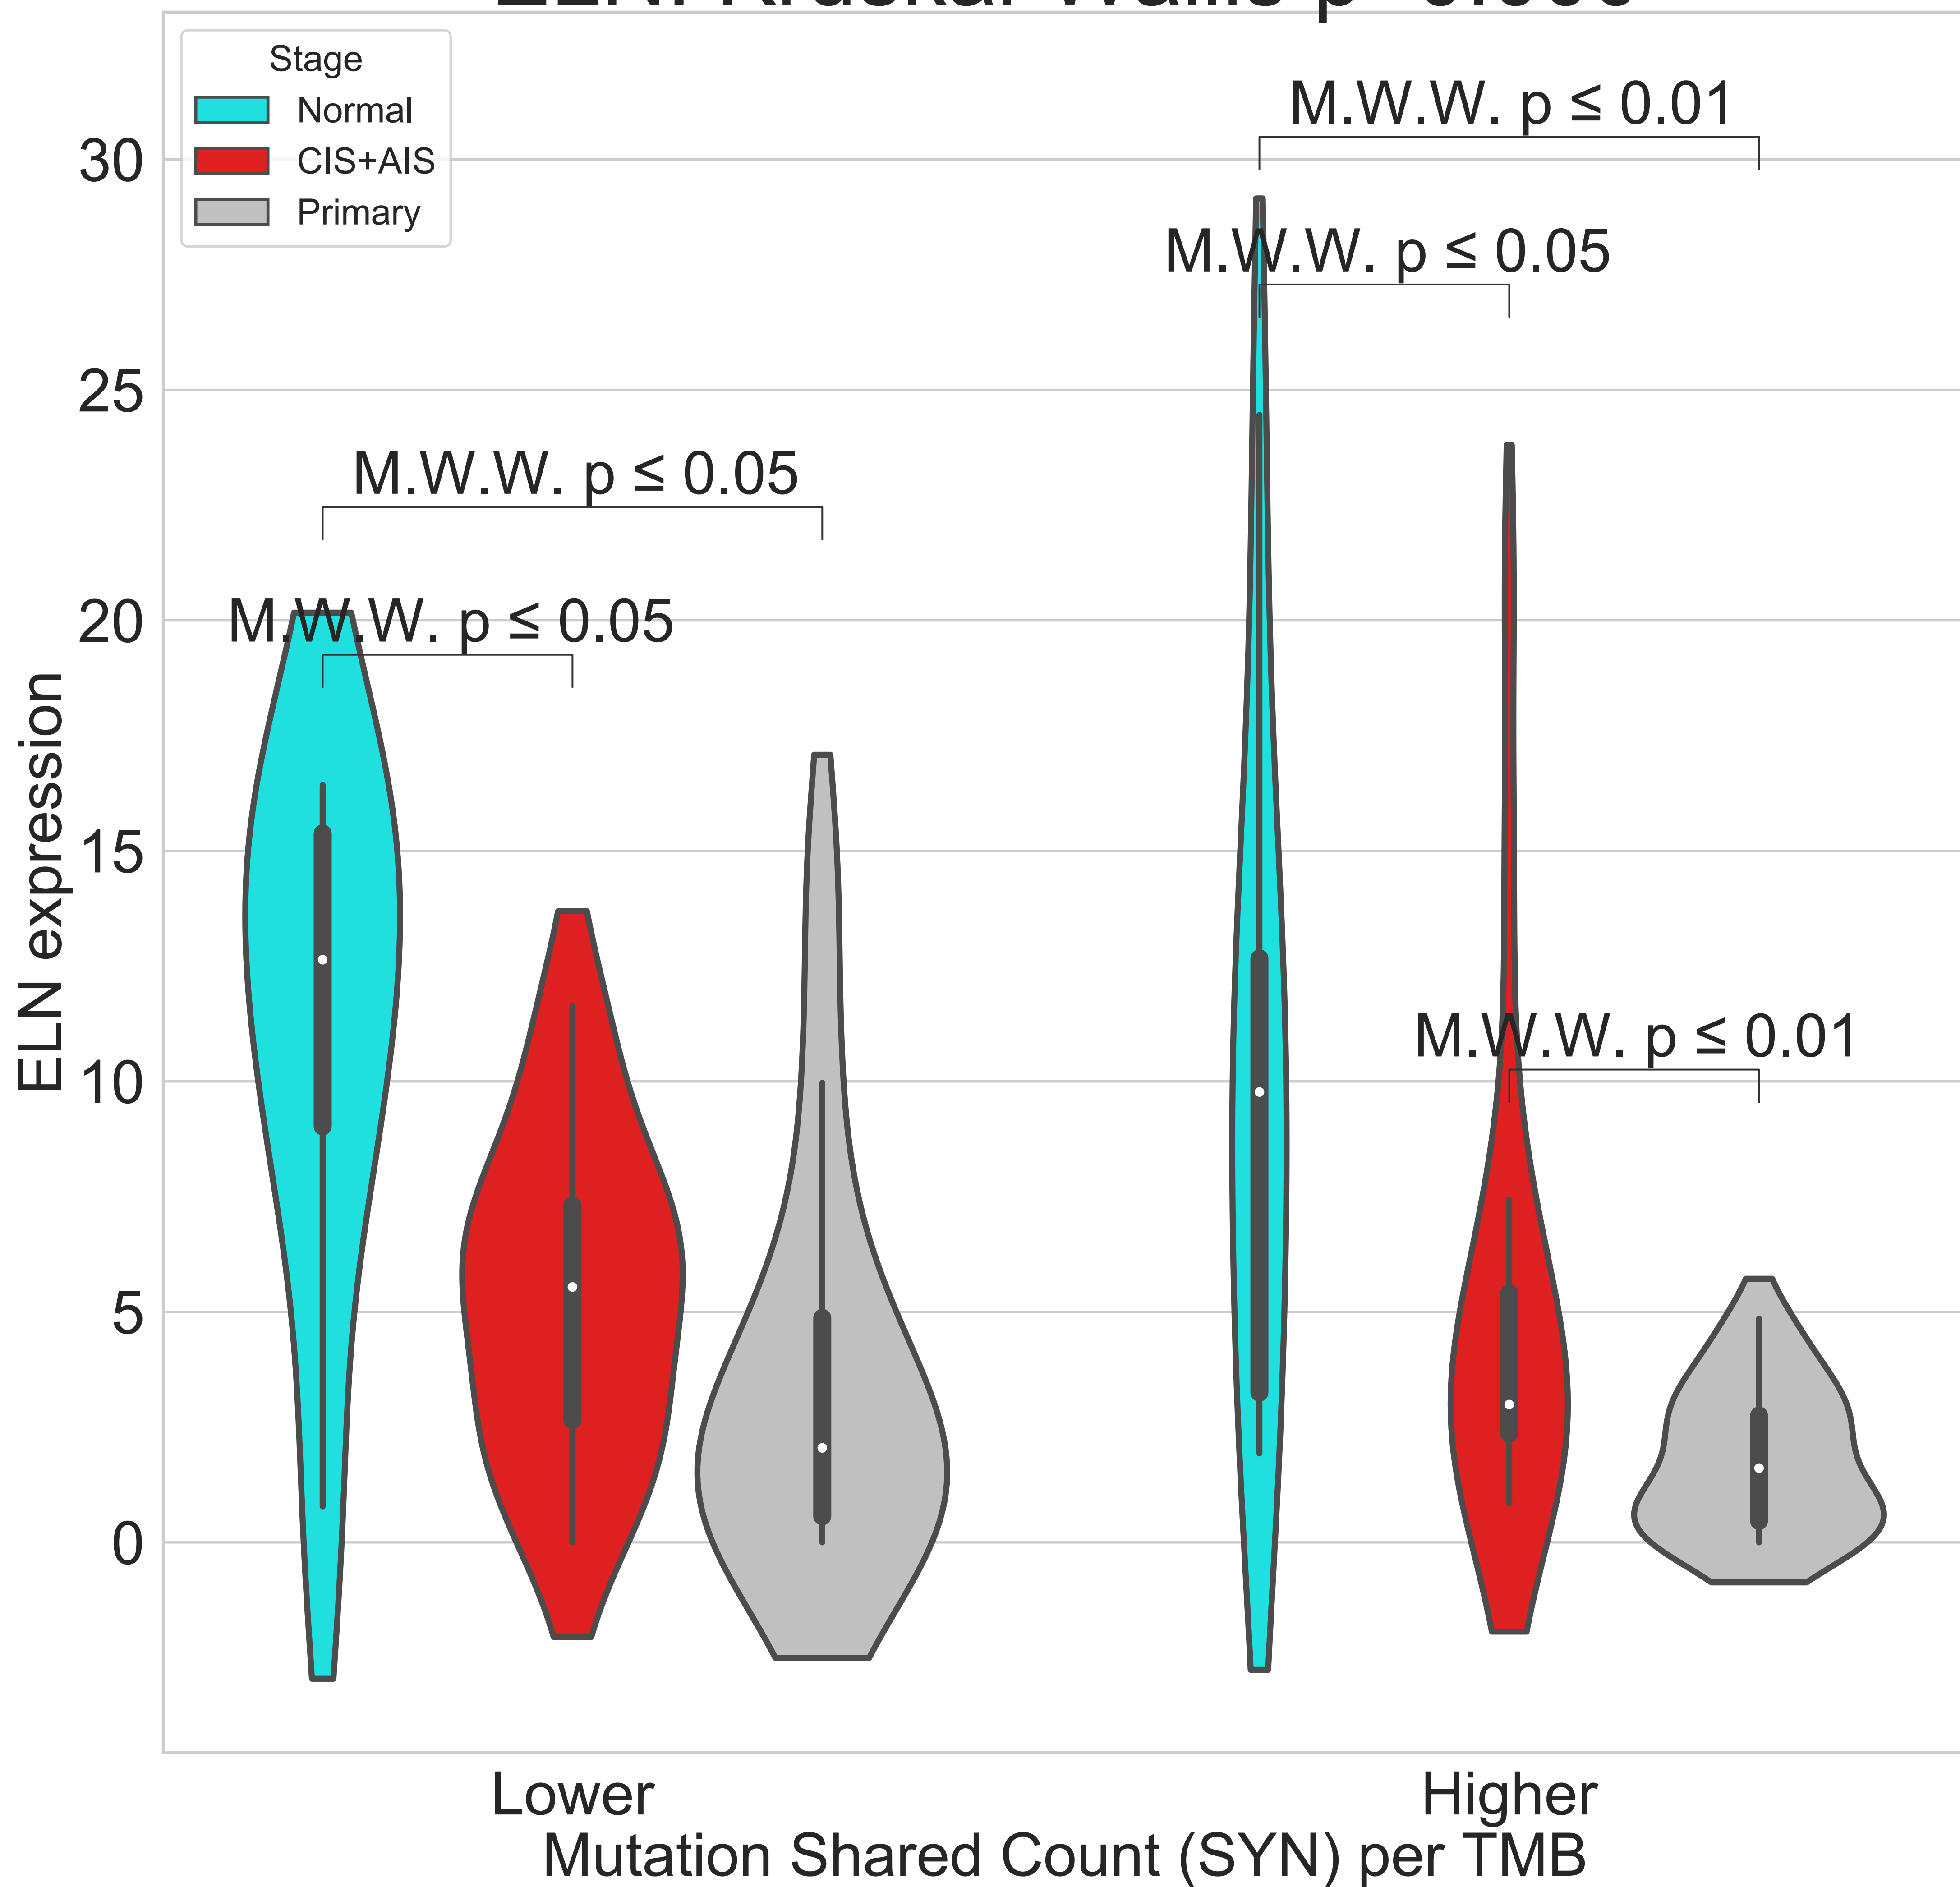 Stage
Normal
CIS+AIS
Primary
M.W.W. p ≤ 0.01
M.W.W. p ≤ 0.05
M.W.W. p ≤ 0.05
M.W.W. p ≤ 0.05
M.W.W. p ≤ 0.01
30
25
20
15
10
5
0
ELN expression
Lower
Higher
Mutation Shared Count (SYN) per TMB